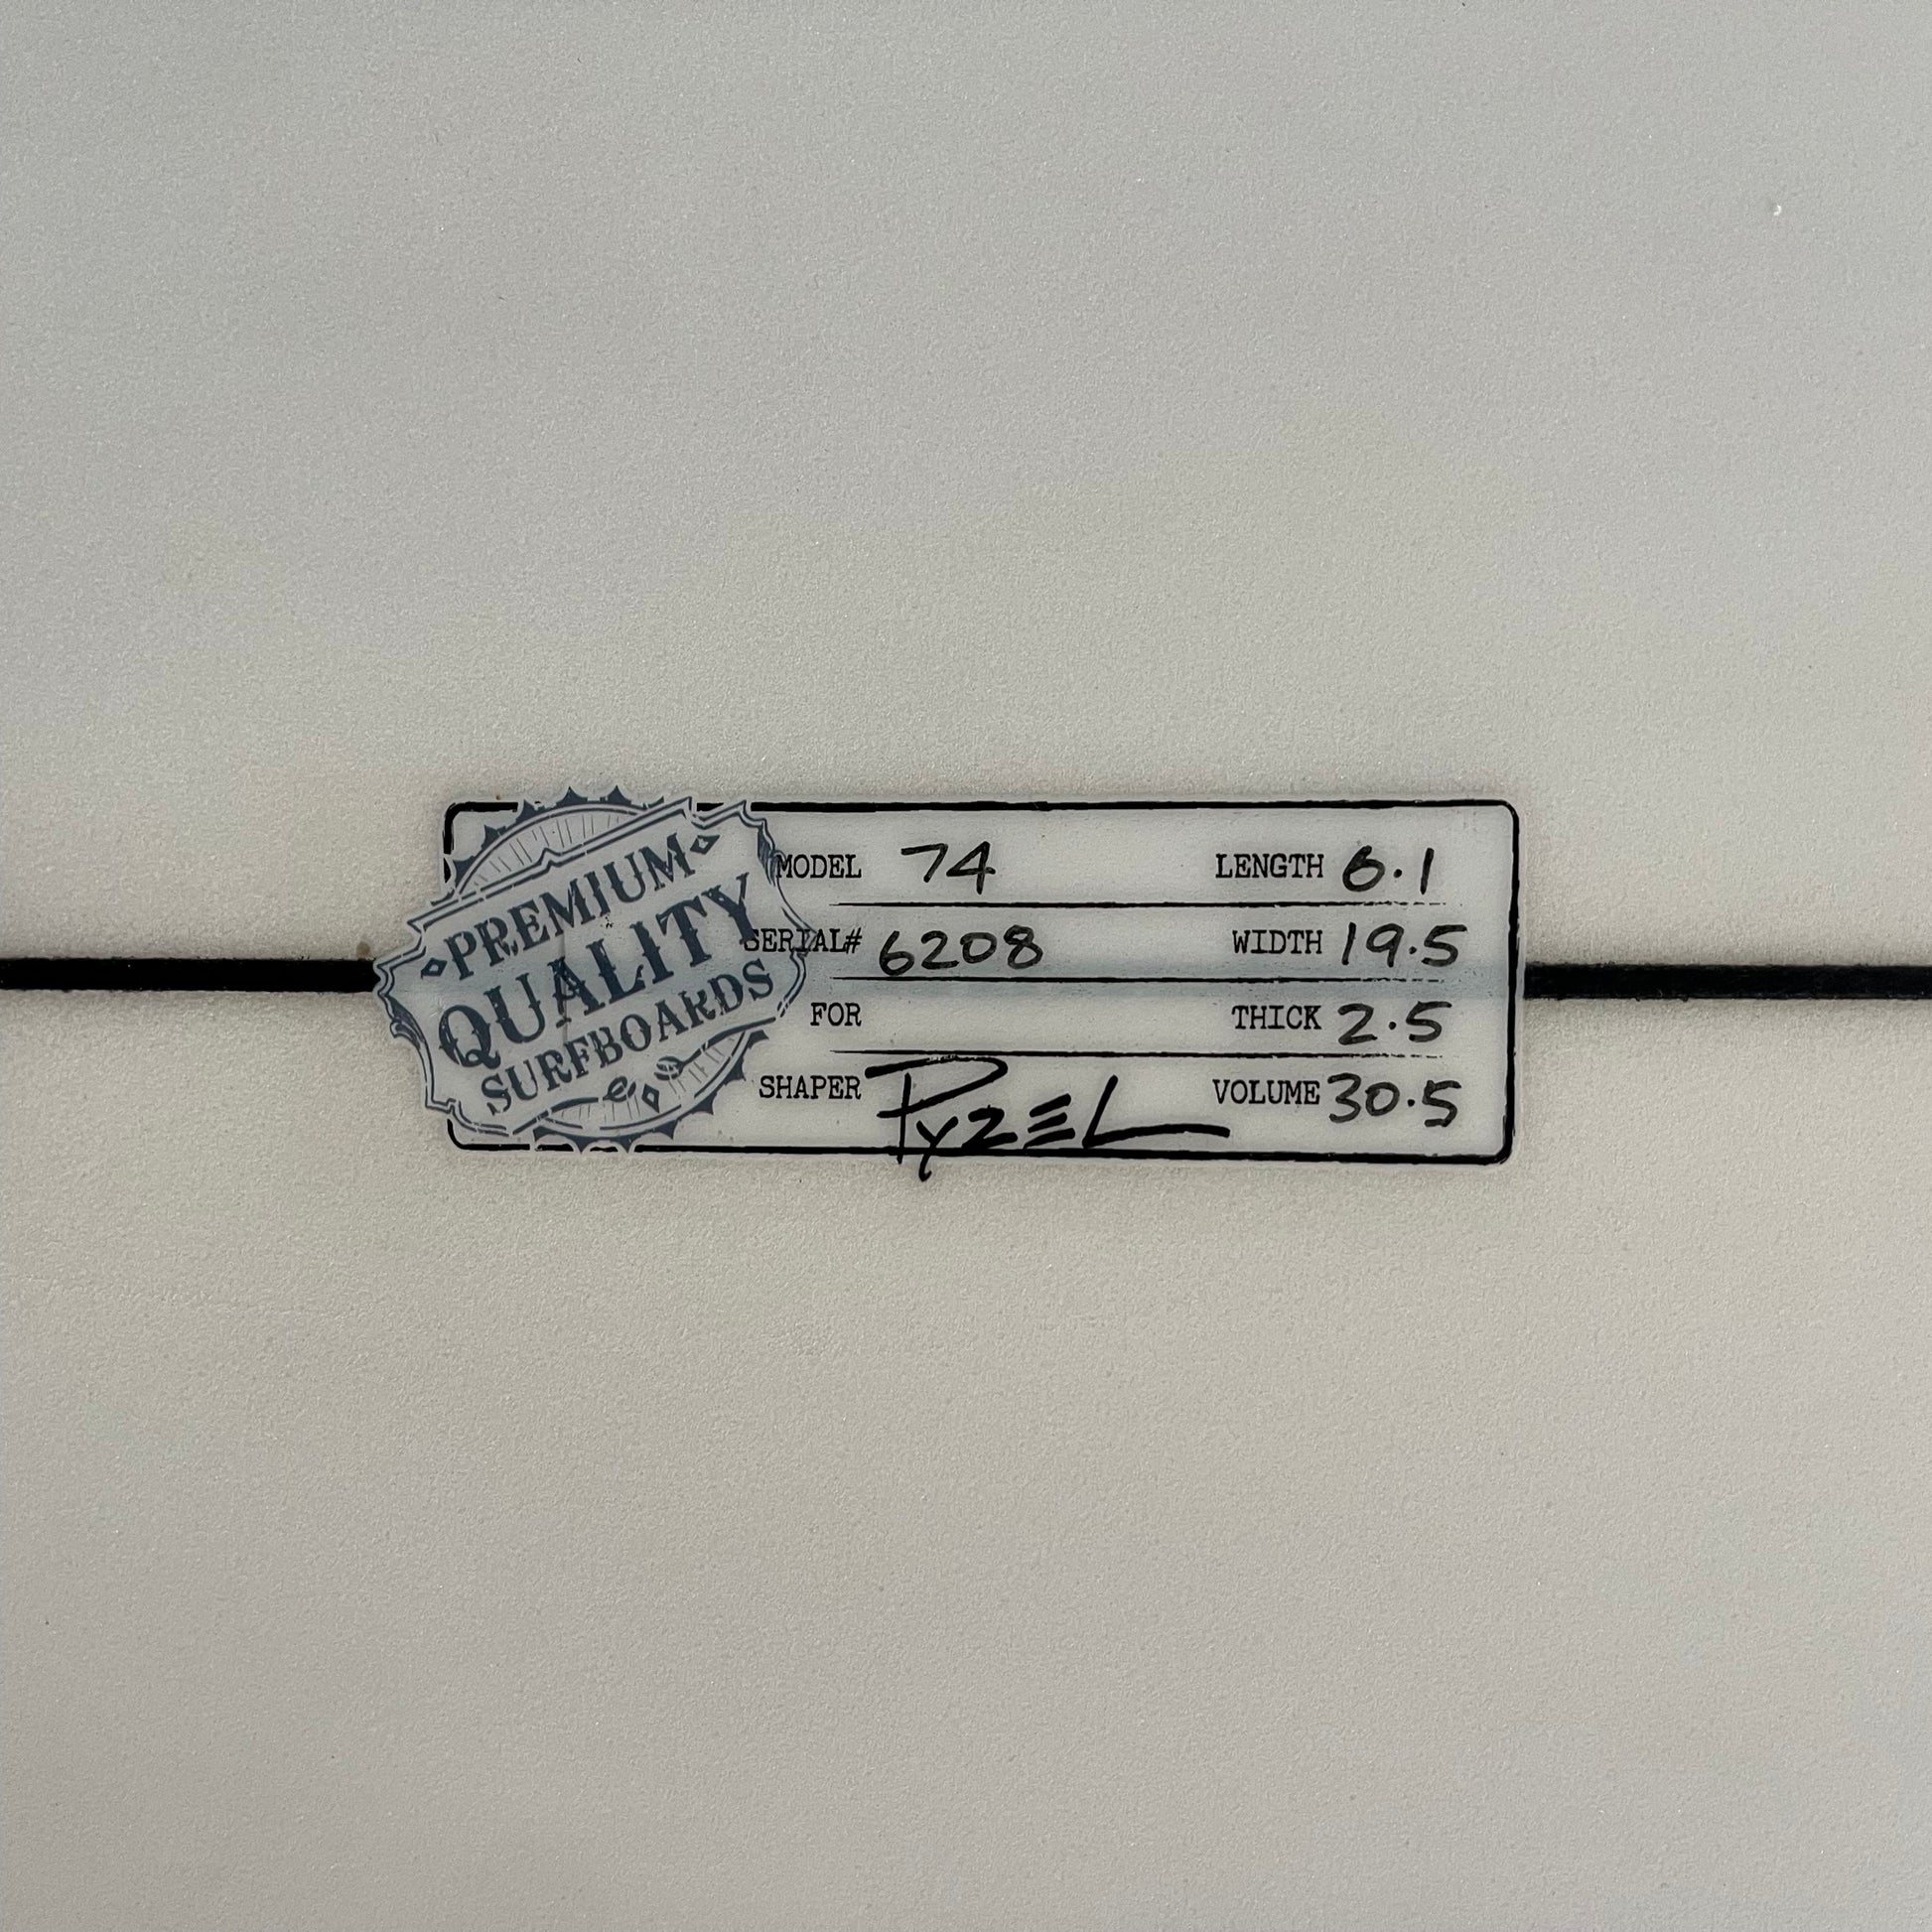 PREMIUM
QUALITY
SURFBOARDS
MODEL 74
SERIAL# 6208
FOR
SHAPER PYZEL
LENGTH 6.1
WIDTH 19.5
THICK 2.5
VOLUME 30.5